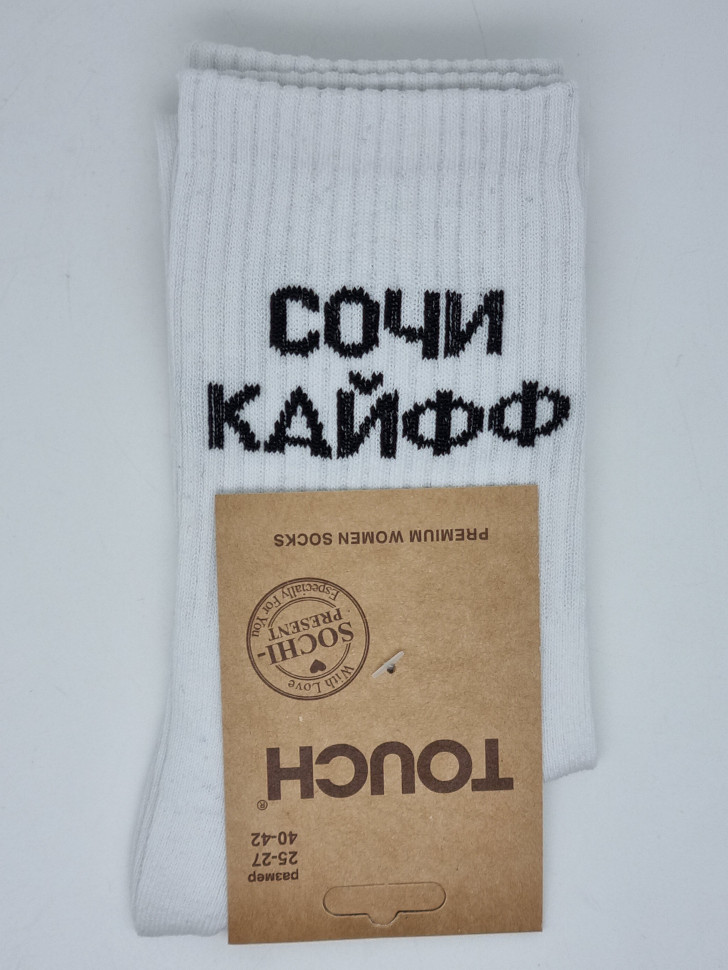 СОЧИ
КАЙФФ
PREMIUM WOMEN SOCKS
With Love
SOCHI-
PRESENT
Especially For You
TOUCH®
размер
25-27
40-42